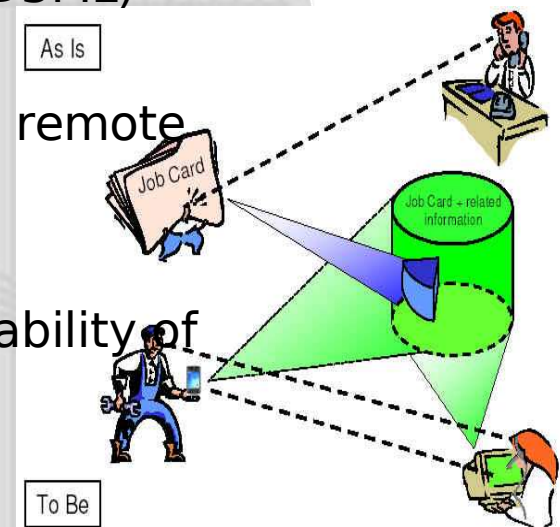 As Is
remote
Job Card
Job Card + related
information
ability of
To Be